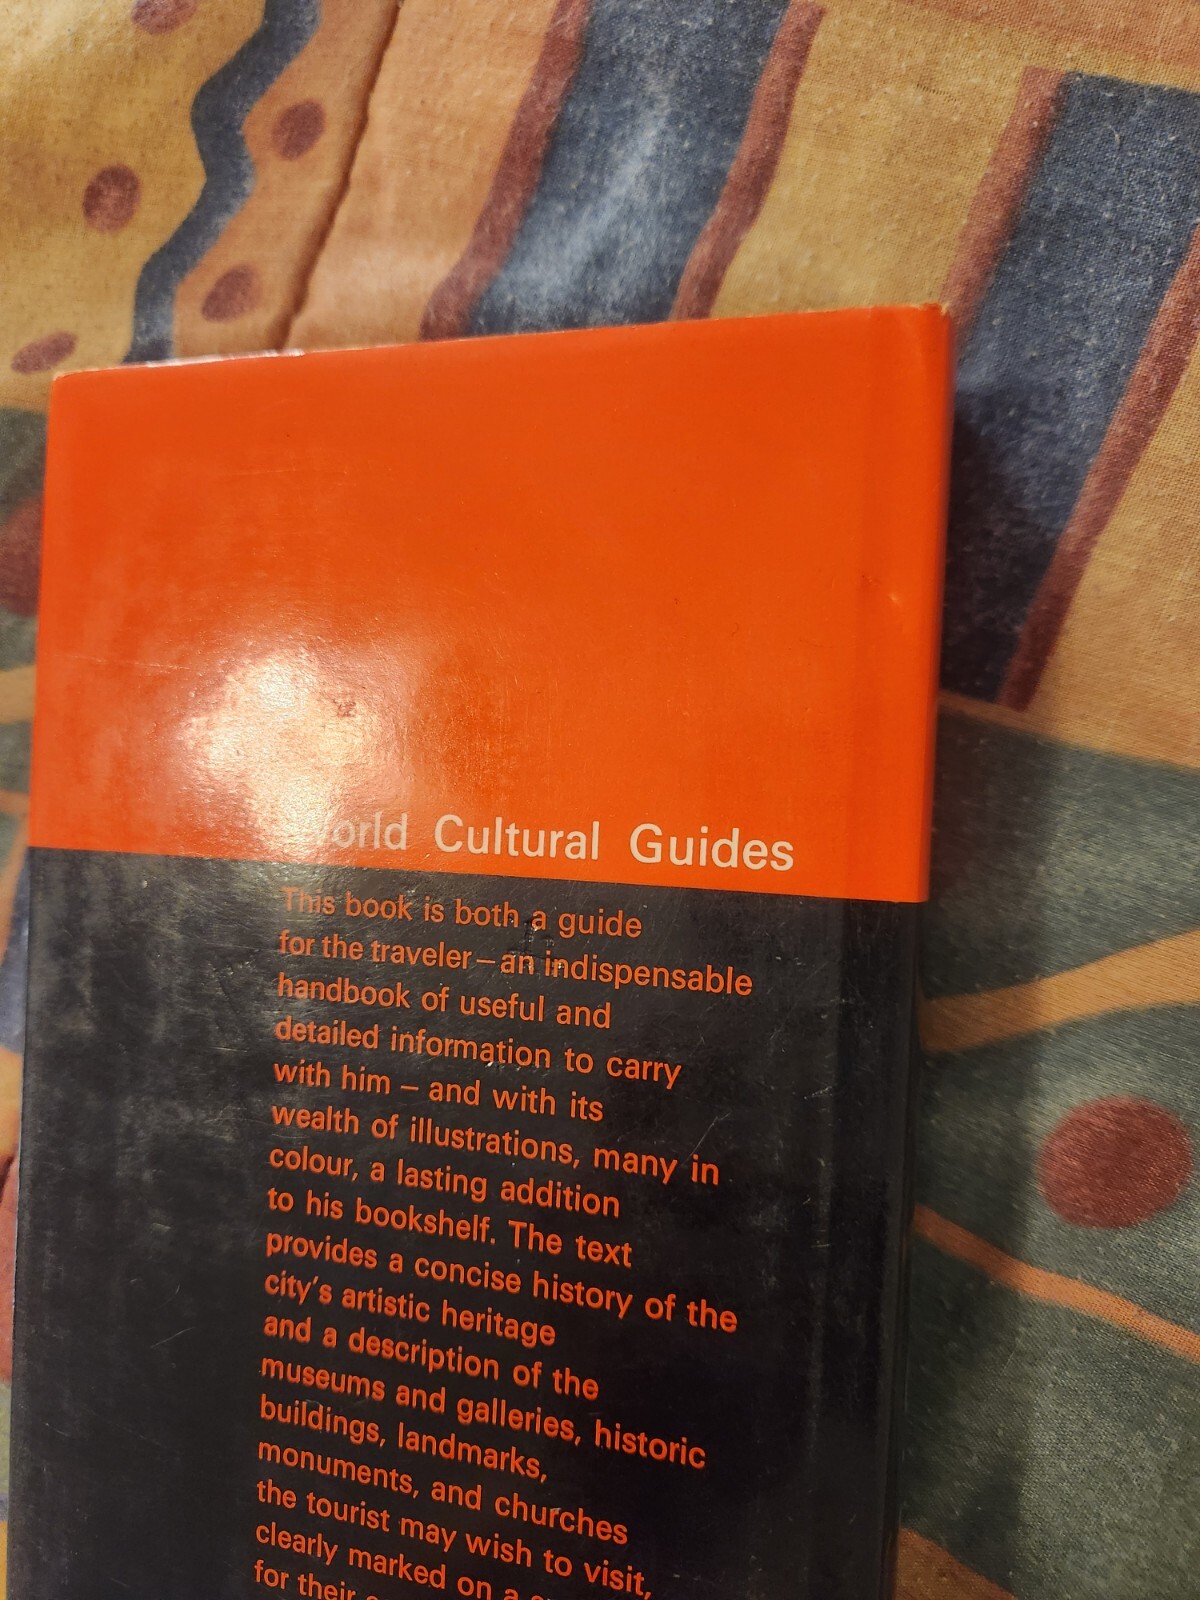 World Cultural Guides
This book is both a guide
for the traveler – an indispensable
handbook of useful and
detailed information to carry
with him – and with its
wealth of illustrations, many in
colour, a lasting addition
to his bookshelf. The text
provides a concise history of the
city's artistic heritage
and a description of the
museums and galleries, historic
buildings, landmarks,
monuments, and churches
the tourist may wish to visit,
clearly marked on a
for their